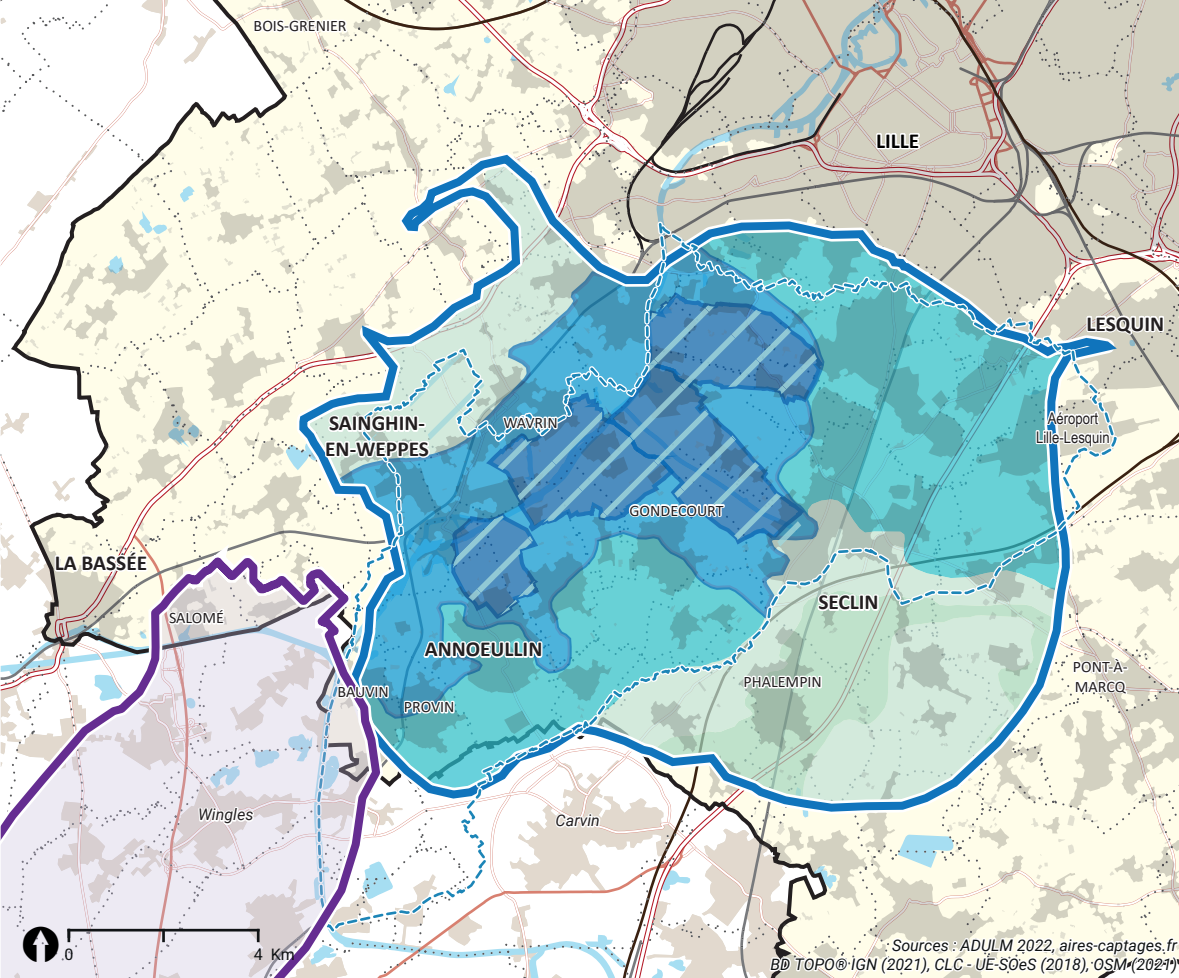 BOIS-GRENIER
LILLE
LESQUIN
SAINGHIN-
EN-WEPPES
WAVRIN
Aéroport
Lille-Lesquin
GONDECOURT
LA BASSÉE
SALOMÉ
SECLIN
ANNOEULLIN
BAUVIN
PROVIN
PHALEMPIN
PONT-À-
MARCQ
Wingles
Carvin
0 4 Km
Sources : ADULM 2022, aires-captages.fr
BD TOPO® IGN (2021), CLC - UE-SOeS (2018), OSM (2021)